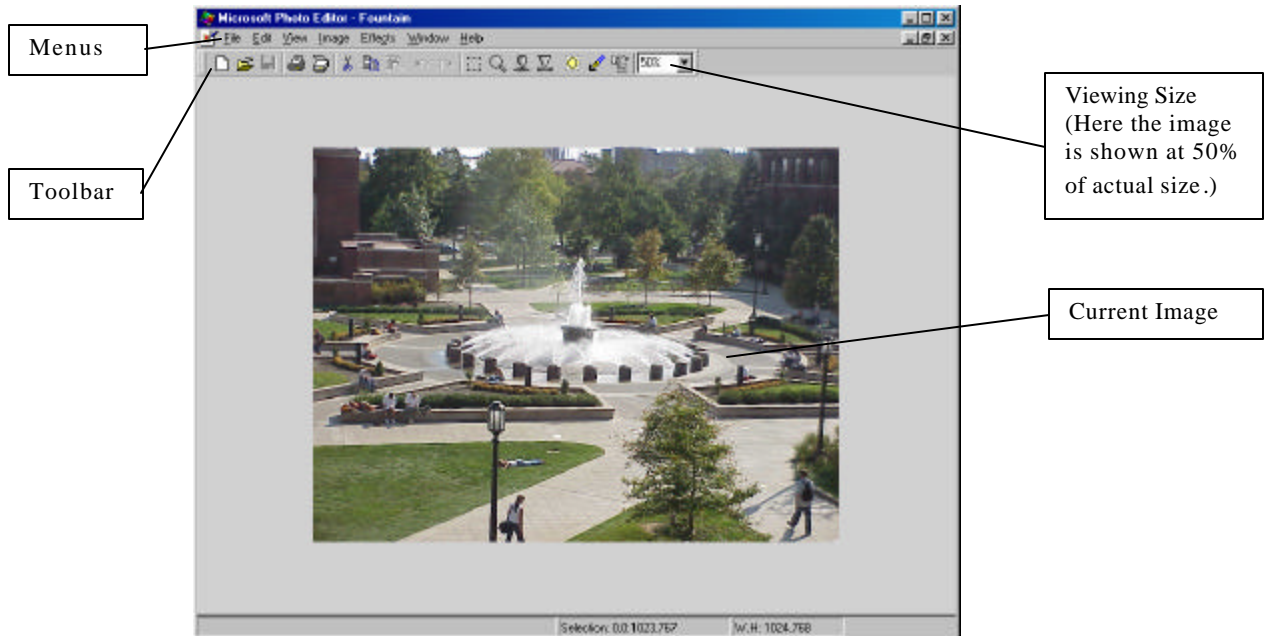 Microsoft Photo Editor - Fountain
File Edit View Image Effects Window Help
50%
Menus
Toolbar
Viewing Size
(Here the image
is shown at 50%
of actual size.)
Current Image
Selection: 0,0:1023,767
W,H: 1024,768